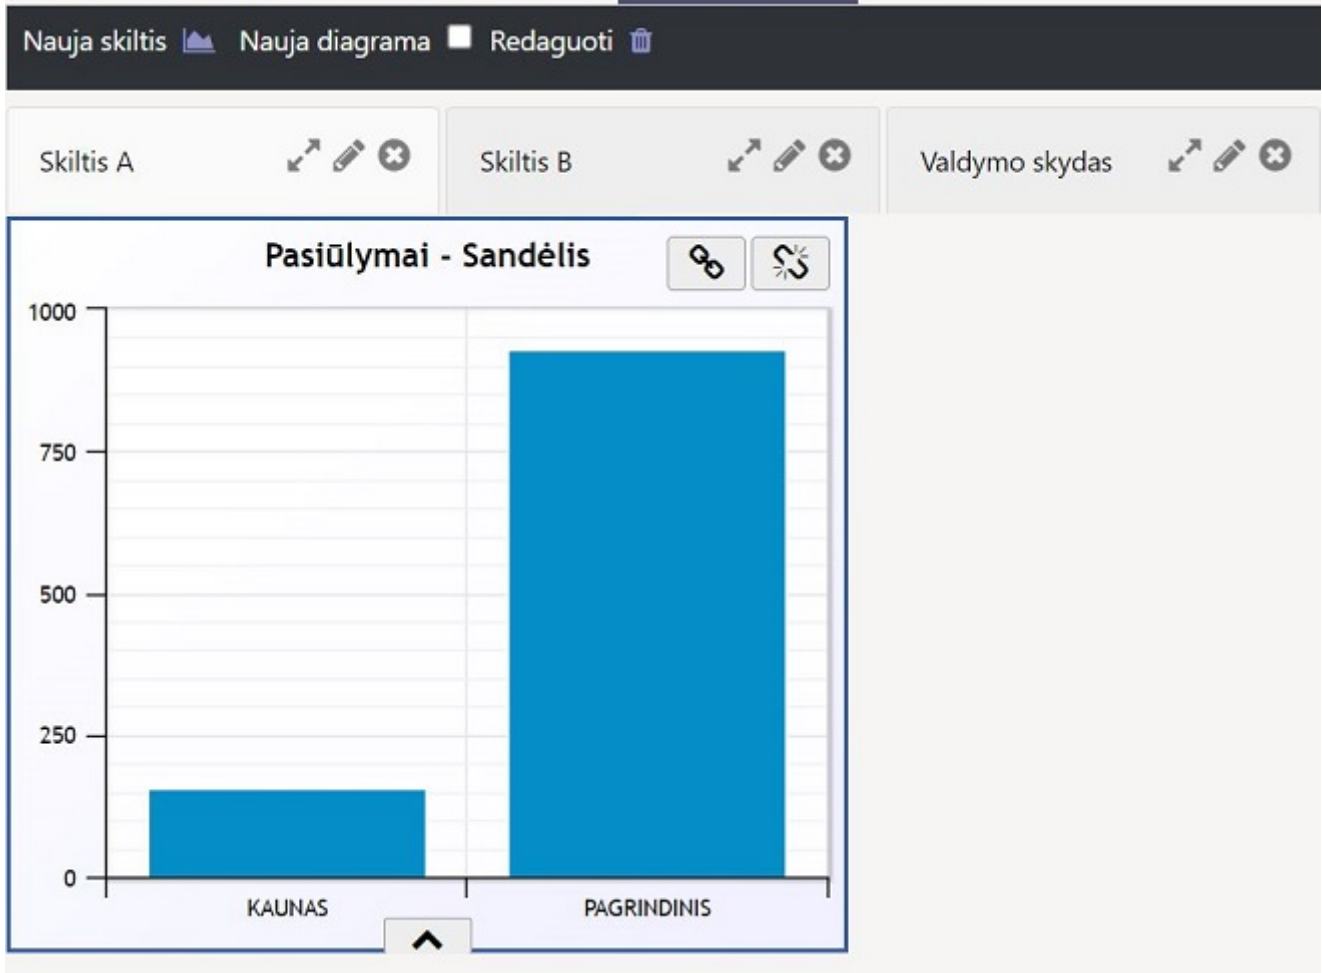 Nauja skiltis Nauja diagrama Redaguoti
Skiltis A Skiltis B Valdymo skydas
Pasiūlymai - Sandėlis
1000
750
500
250
0
KAUNAS PAGRINDINIS